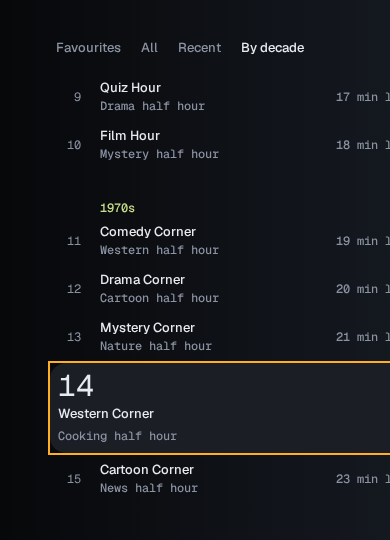 Favourites All Recent By decade
9 Quiz Hour 17 min
Drama half hour
10 Film Hour 18 min
Mystery half hour
1970s
11 Comedy Corner 19 min
Western half hour
12 Drama Corner 20 min
Cartoon half hour
13 Mystery Corner 21 min
Nature half hour
14
Western Corner
Cooking half hour
15 Cartoon Corner 23 min
News half hour